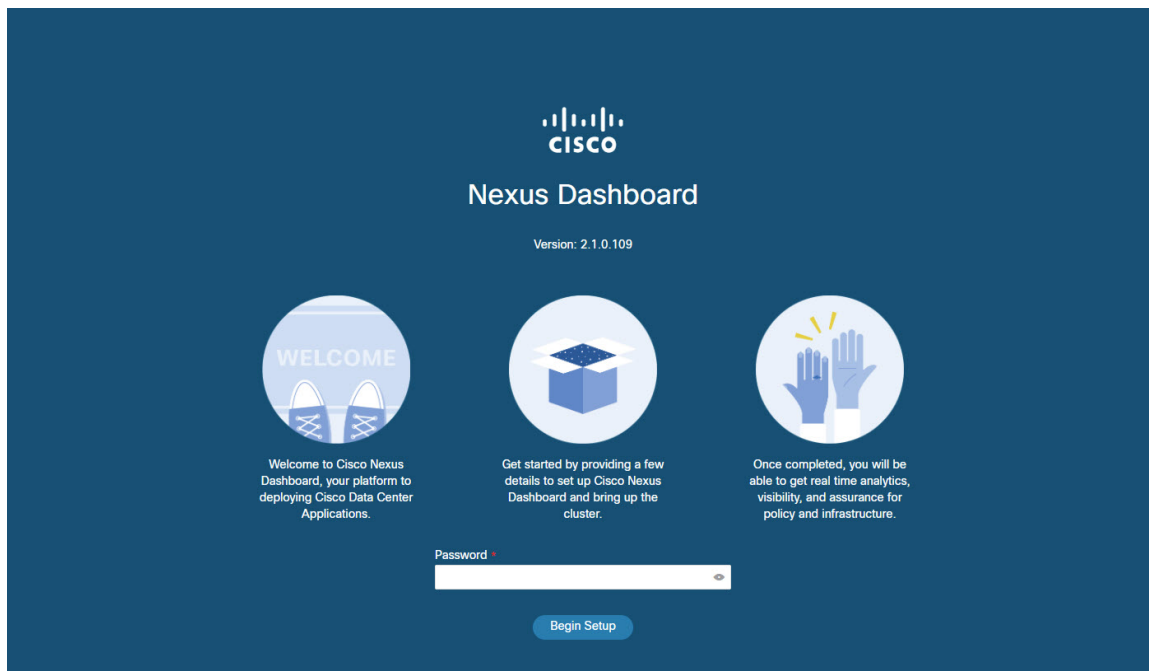 CISCO
Nexus Dashboard
Version: 2.1.0.109
WELCOME
Welcome to Cisco Nexus
Dashboard, your platform to
deploying Cisco Data Center
Applications.
Get started by providing a few
details to set up Cisco Nexus
Dashboard and bring up the
cluster.
Once completed, you will be
able to get real time analytics,
visibility, and assurance for
policy and infrastructure.
Password *
Begin Setup